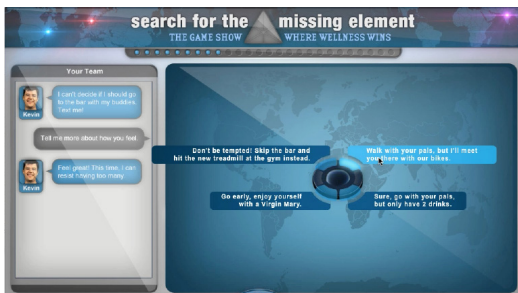 search for the missing element
THE GAME SHOW WHERE WELLNESS WINS
Your Team
I can't decide if I should go
to the bar with my buddies.
Text me!
Kevin
Tell me more about how you feel
Feel great! This time, I can
resist having too many.
Kevin
Don't be tempted! Skip the bar and
hit the new treadmill at the gym instead.
Walk with your pals, but I'll meet
you there with our bikes.
Go early, enjoy yourself
with a Virgin Mary.
Sure, go with your pals,
but only have 2 drinks.